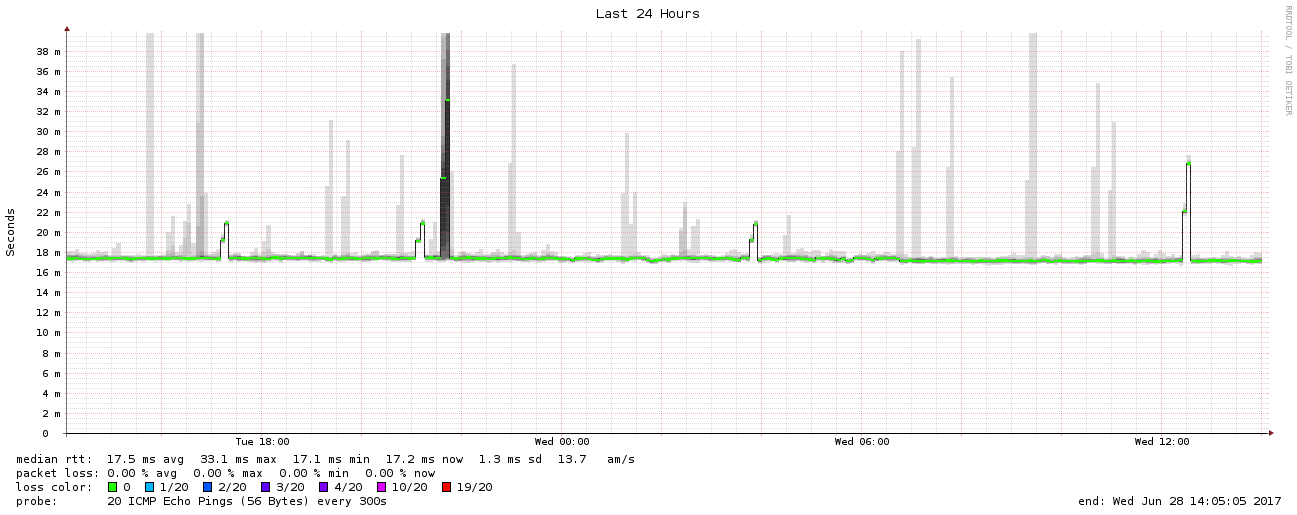 Last 24 Hours
RRDTOOL / TOBI OETIKER
Seconds
38 m
36 m
34 m
32 m
30 m
28 m
26 m
24 m
22 m
20 m
18 m
16 m
14 m
12 m
10 m
8 m
6 m
4 m
2 m
0
Tue 18:00 Wed 00:00 Wed 06:00 Wed 12:00
median rtt: 17.5 ms avg 33.1 ms max 17.1 ms min 17.2 ms now 1.3 ms sd 13.7 am/s
packet loss: 0.00 % avg 0.00 % max 0.00 % min 0.00 % now
loss color: 0 1/20 2/20 3/20 4/20 10/20 19/20
probe: 20 ICMP Echo Pings (56 Bytes) every 300s end: Wed Jun 28 14:05:05 2017